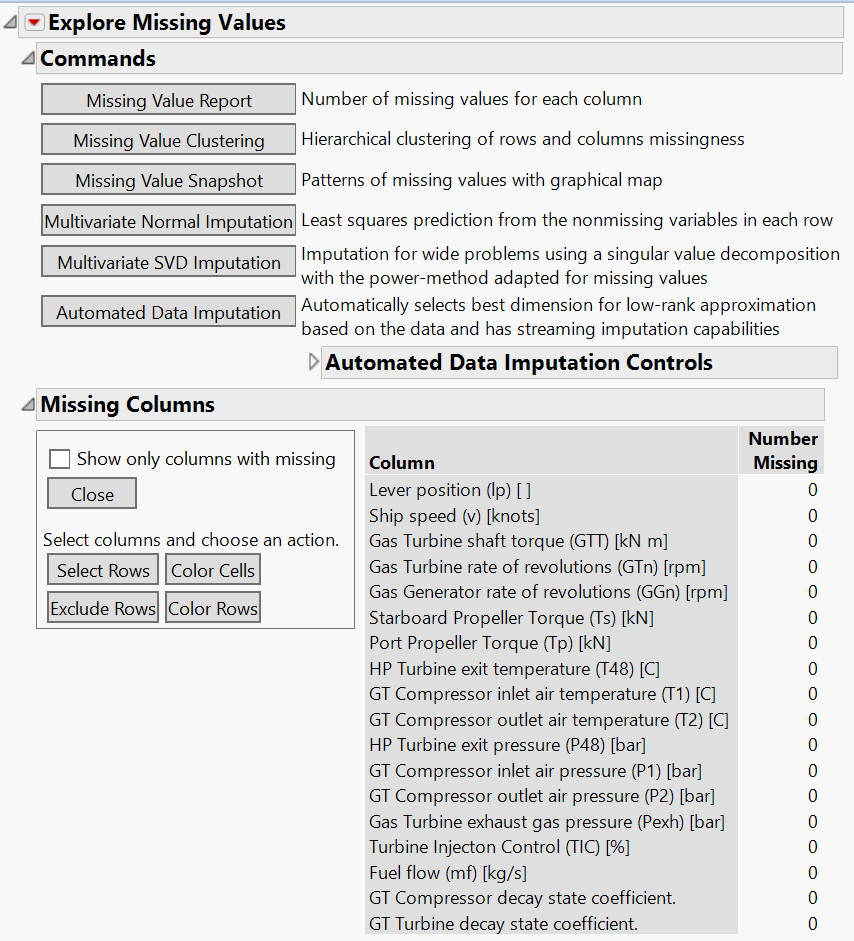 Explore Missing Values
Commands
Missing Value Report Number of missing values for each column
Missing Value Clustering Hierarchical clustering of rows and columns missingness
Missing Value Snapshot Patterns of missing values with graphical map
Multivariate Normal Imputation Least squares prediction from the nonmissing variables in each row
Multivariate SVD Imputation Imputation for wide problems using a singular value decomposition
with the power-method adapted for missing values
Automated Data Imputation Automatically selects best dimension for low-rank approximation
based on the data and has streaming imputation capabilities
Automated Data Imputation Controls
Missing Columns
Show only columns with missing
Close
Select columns and choose an action.
Select Rows Color Cells
Exclude Rows Color Rows
Column Number Missing
Lever position (lp) [ ] 0
Ship speed (v) [knots] 0
Gas Turbine shaft torque (GTT) [kN m] 0
Gas Turbine rate of revolutions (GTn) [rpm] 0
Gas Generator rate of revolutions (GGn) [rpm] 0
Starboard Propeller Torque (Ts) [kN] 0
Port Propeller Torque (Tp) [kN] 0
HP Turbine exit temperature (T48) [C] 0
GT Compressor inlet air temperature (T1) [C] 0
GT Compressor outlet air temperature (T2) [C] 0
HP Turbine exit pressure (P48) [bar] 0
GT Compressor inlet air pressure (P1) [bar] 0
GT Compressor outlet air pressure (P2) [bar] 0
Gas Turbine exhaust gas pressure (Pexh) [bar] 0
Turbine Injecton Control (TIC) [%] 0
Fuel flow (mf) [kg/s] 0
GT Compressor decay state coefficient. 0
GT Turbine decay state coefficient. 0